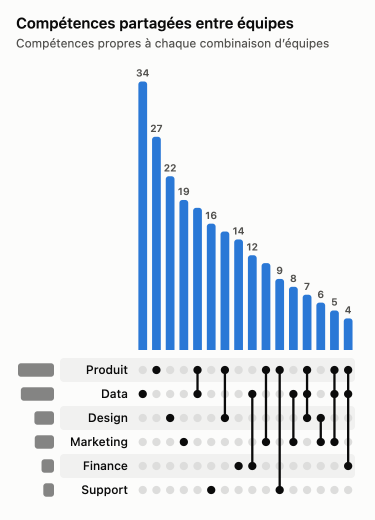 Compétences partagées entre équipes
Compétences propres à chaque combinaison d'équipes
34
27
22
19
16
14
12
9
8
7
6
5
4
Produit
Data
Design
Marketing
Finance
Support